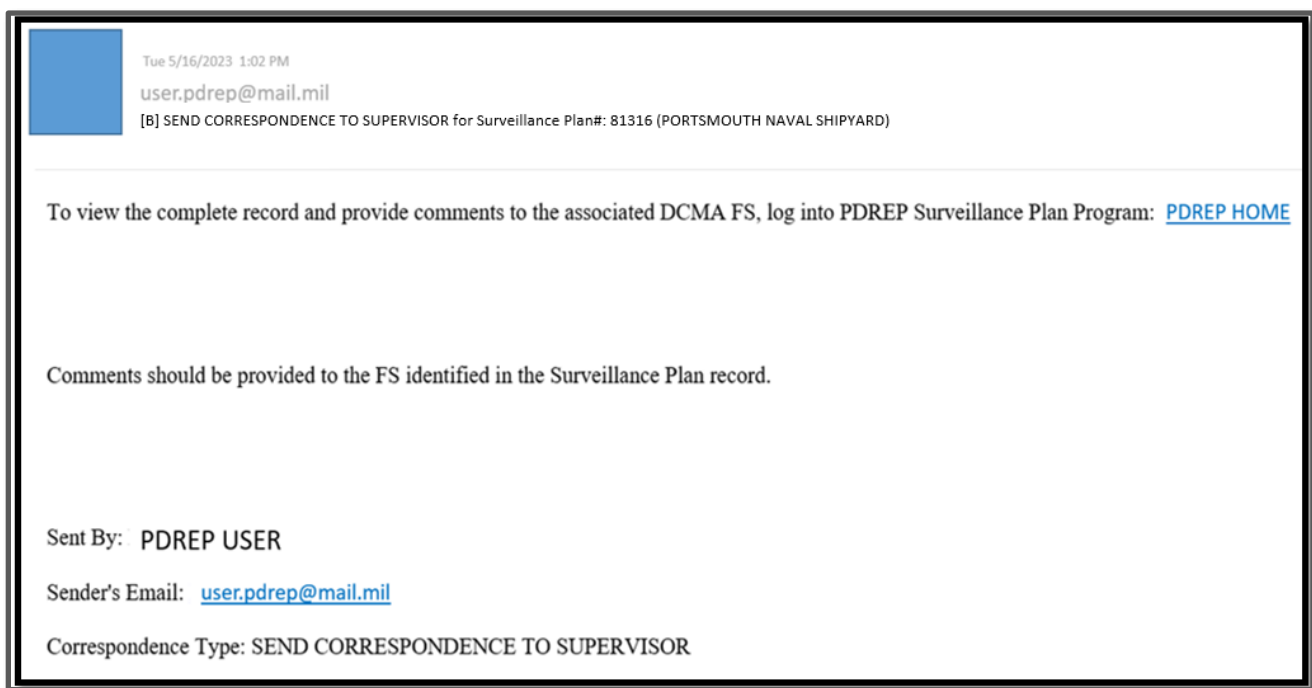 Tue 5/16/2023 1:02 PM
user.pdrep@mail.mil
[B] SEND CORRESPONDENCE TO SUPERVISOR for Surveillance Plan#: 81316 (PORTSMOUTH NAVAL SHIPYARD)
To view the complete record and provide comments to the associated DCMA FS, log into PDREP Surveillance Plan Program: PDREP HOME
Comments should be provided to the FS identified in the Surveillance Plan record.
Sent By: PDREP USER
Sender's Email: user.pdrep@mail.mil
Correspondence Type: SEND CORRESPONDENCE TO SUPERVISOR